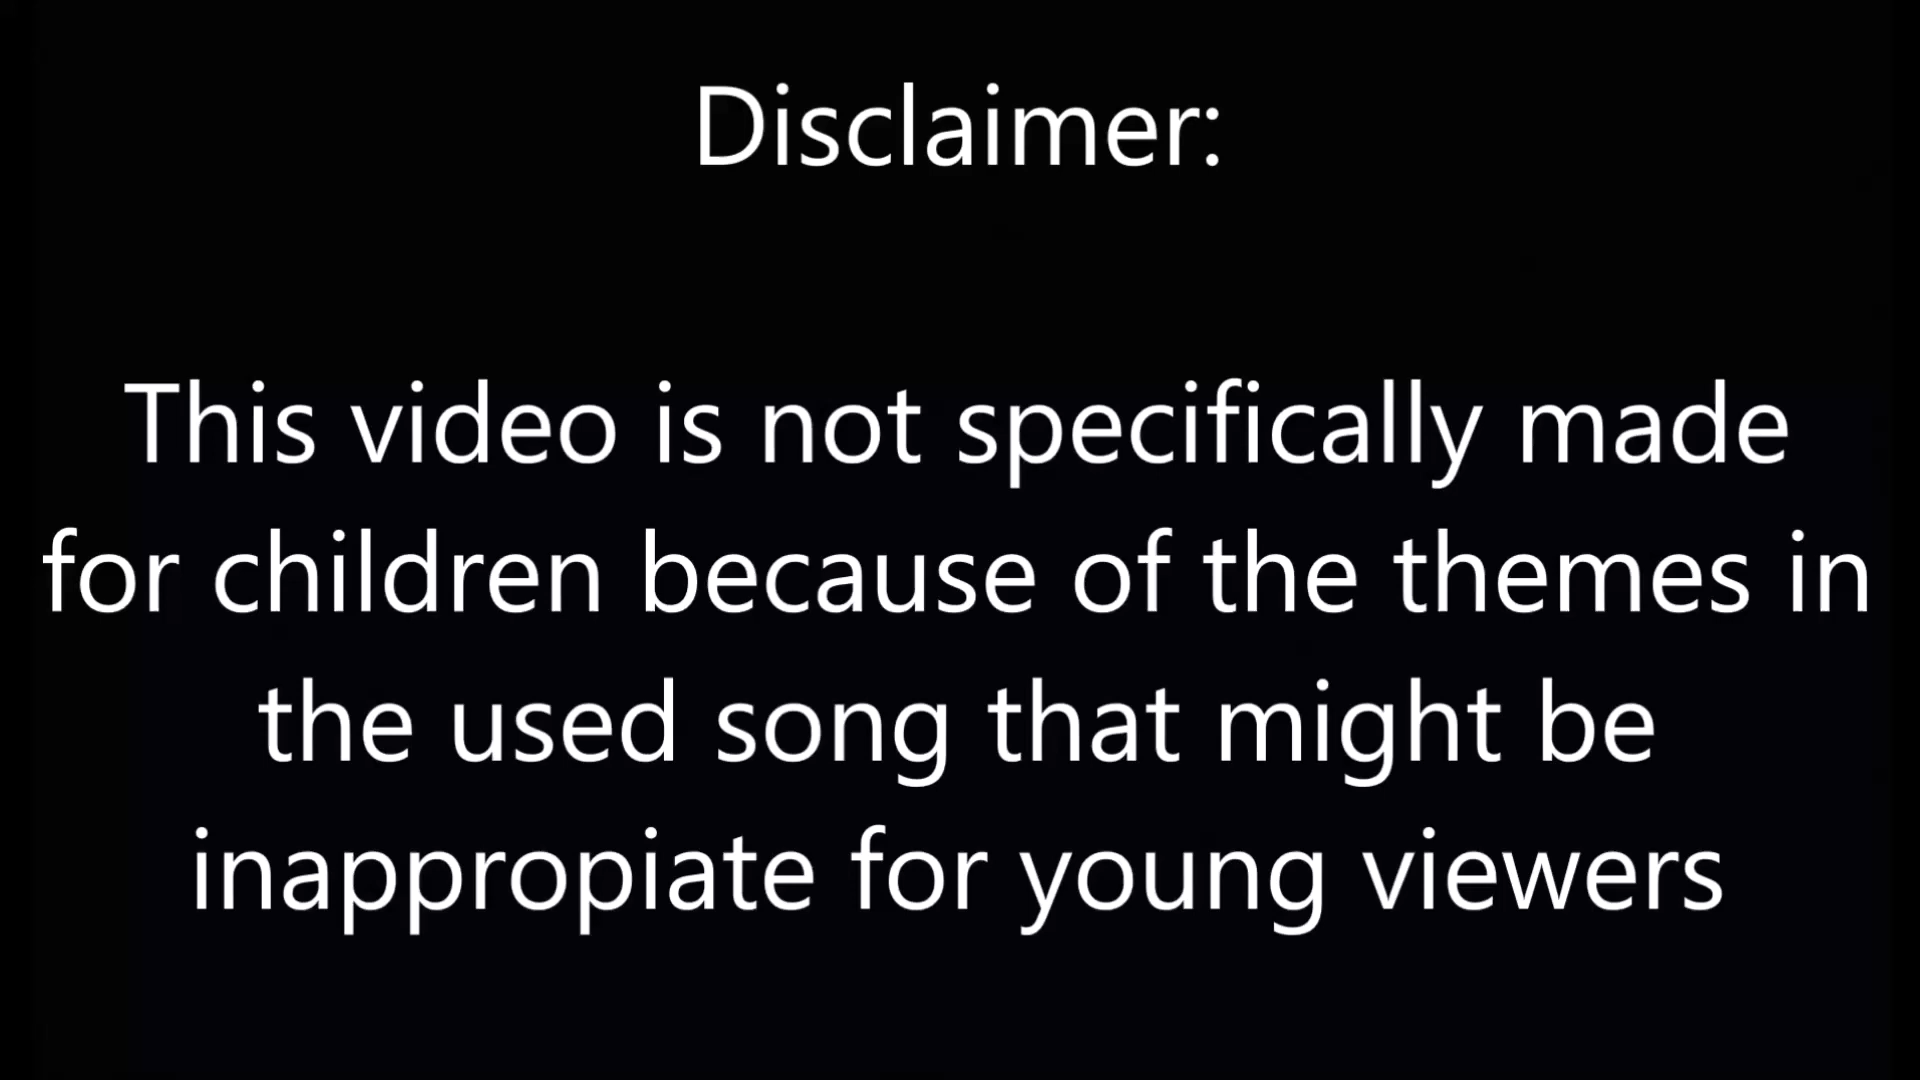 Disclaimer:
This video is not specifically made
for children because of the themes in
the used song that might be
inappropiate for young viewers